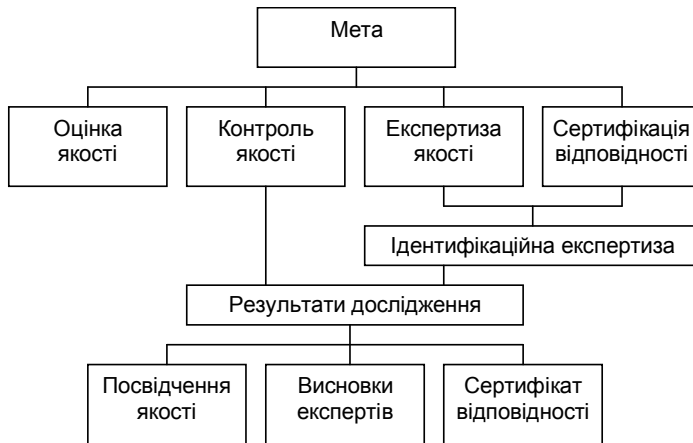 Мета
Оцінка
якості
Контроль
якості
Експертиза
якості
Сертифікація
відповідності
Ідентифікаційна експертиза
Результати дослідження
Посвідчення
якості
Висновки
експертів
Сертифікат
відповідності